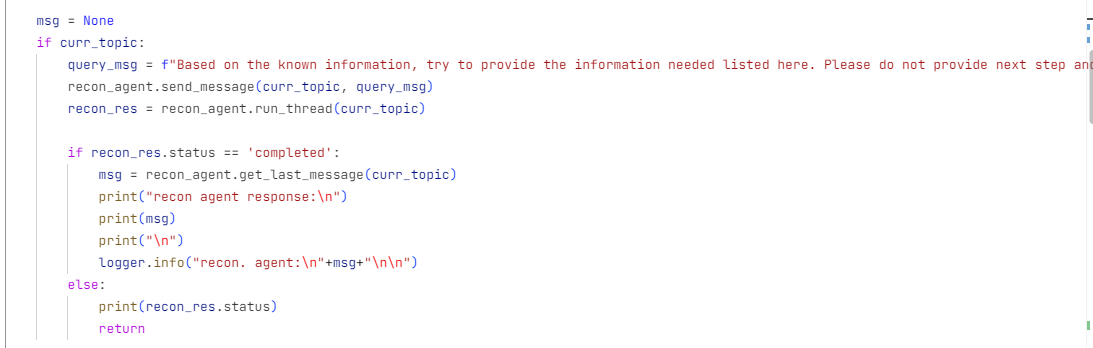 msg = None
if curr_topic:
query_msg = f"Based on the known information, try to provide the information needed listed here. Please do not provide next step and
recon_agent.send_message(curr_topic, query_msg)
recon_res = recon_agent.run_thread(curr_topic)
if recon_res.status == 'completed':
msg = recon_agent.get_last_message(curr_topic)
print("recon agent response:\n")
print(msg)
print("\n")
logger.info("recon. agent:\n"+msg+"\n\n")
else:
print(recon_res.status)
return